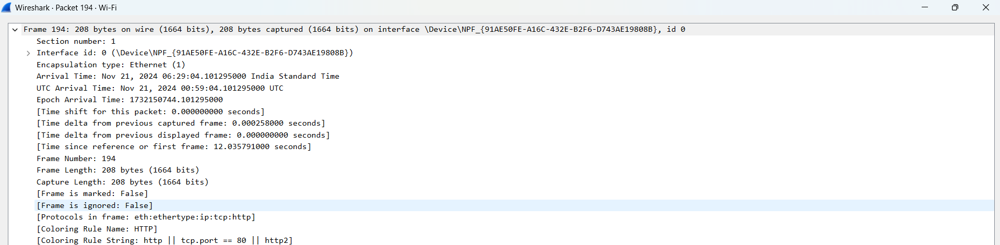 Wireshark · Packet 194 · Wi-Fi
Frame 194: 208 bytes on wire (1664 bits), 208 bytes captured (1664 bits) on interface \Device\NPF_{91AE50FE-A16C-432E-B2F6-D743AE19808B}, id 0
Section number: 1
Interface id: 0 (\Device\NPF_{91AE50FE-A16C-432E-B2F6-D743AE19808B})
Encapsulation type: Ethernet (1)
Arrival Time: Nov 21, 2024 06:29:04.101295000 India Standard Time
UTC Arrival Time: Nov 21, 2024 00:59:04.101295000 UTC
Epoch Arrival Time: 1732150744.101295000
[Time shift for this packet: 0.000000000 seconds]
[Time delta from previous captured frame: 0.000258000 seconds]
[Time delta from previous displayed frame: 0.000000000 seconds]
[Time since reference or first frame: 12.035791000 seconds]
Frame Number: 194
Frame Length: 208 bytes (1664 bits)
Capture Length: 208 bytes (1664 bits)
[Frame is marked: False]
[Frame is ignored: False]
[Protocols in frame: eth:ethertype:ip:tcp:http]
[Coloring Rule Name: HTTP]
[Coloring Rule String: http || tcp.port == 80 || http2]